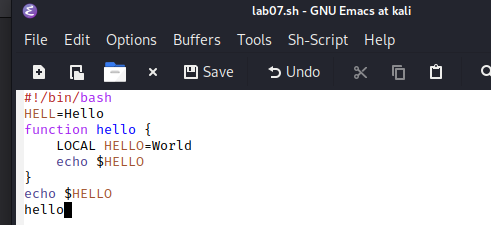 lab07.sh - GNU Emacs at kali
File Edit Options Buffers Tools Sh-Script Help
Save Undo
#!/bin/bash
HELL=Hello
function hello {
    LOCAL HELLO=World
    echo $HELLO
}
echo $HELLO
hello